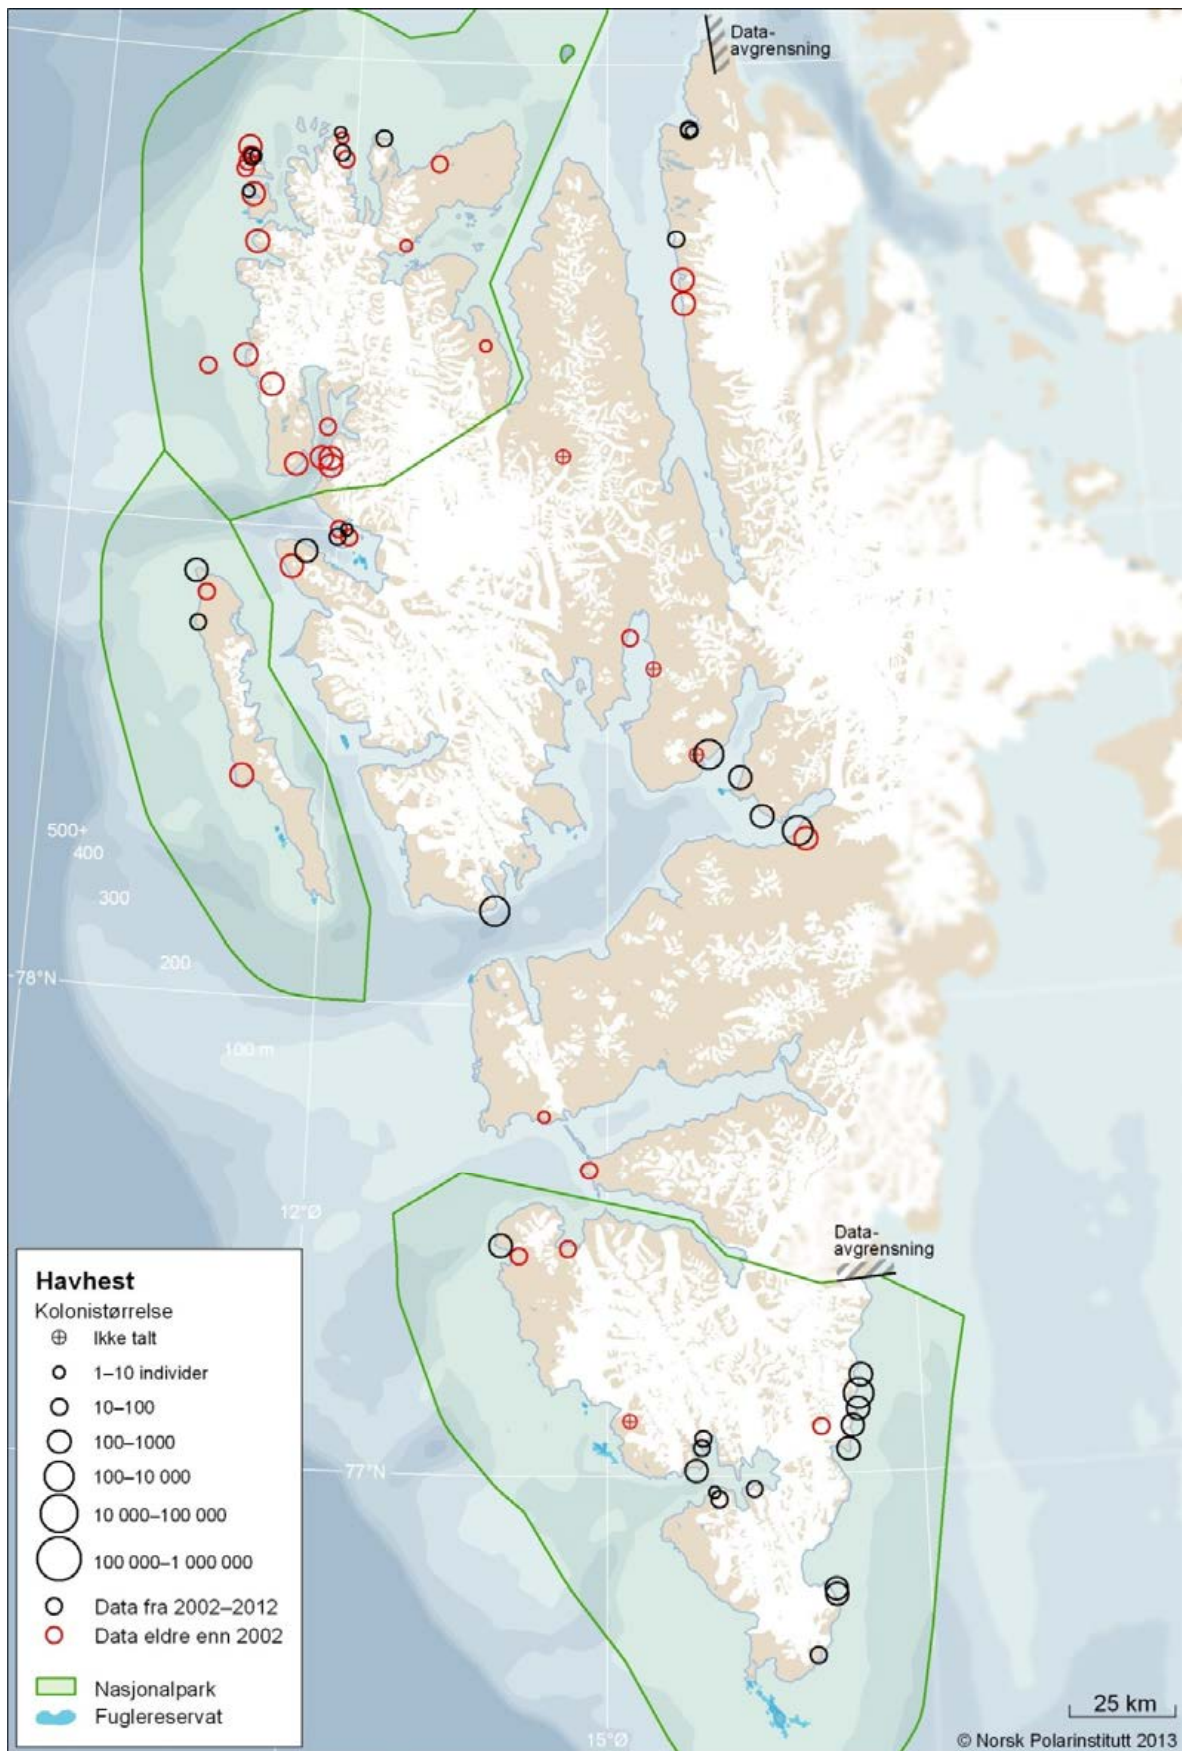 Data-
avgrensning
500+
400
300
78°N
200
100 m
12°Ø
Data-
avgrensning
Havhest
Kolonistørrelse
Ikke talt
1–10 individer
10–100
100–1000
100–10 000
10 000–100 000
100 000–1 000 000
Data fra 2002–2012
Data eldre enn 2002
Nasjonalpark
Fuglereservat
77°N
15°Ø
25 km
© Norsk Polarinstitutt 2013